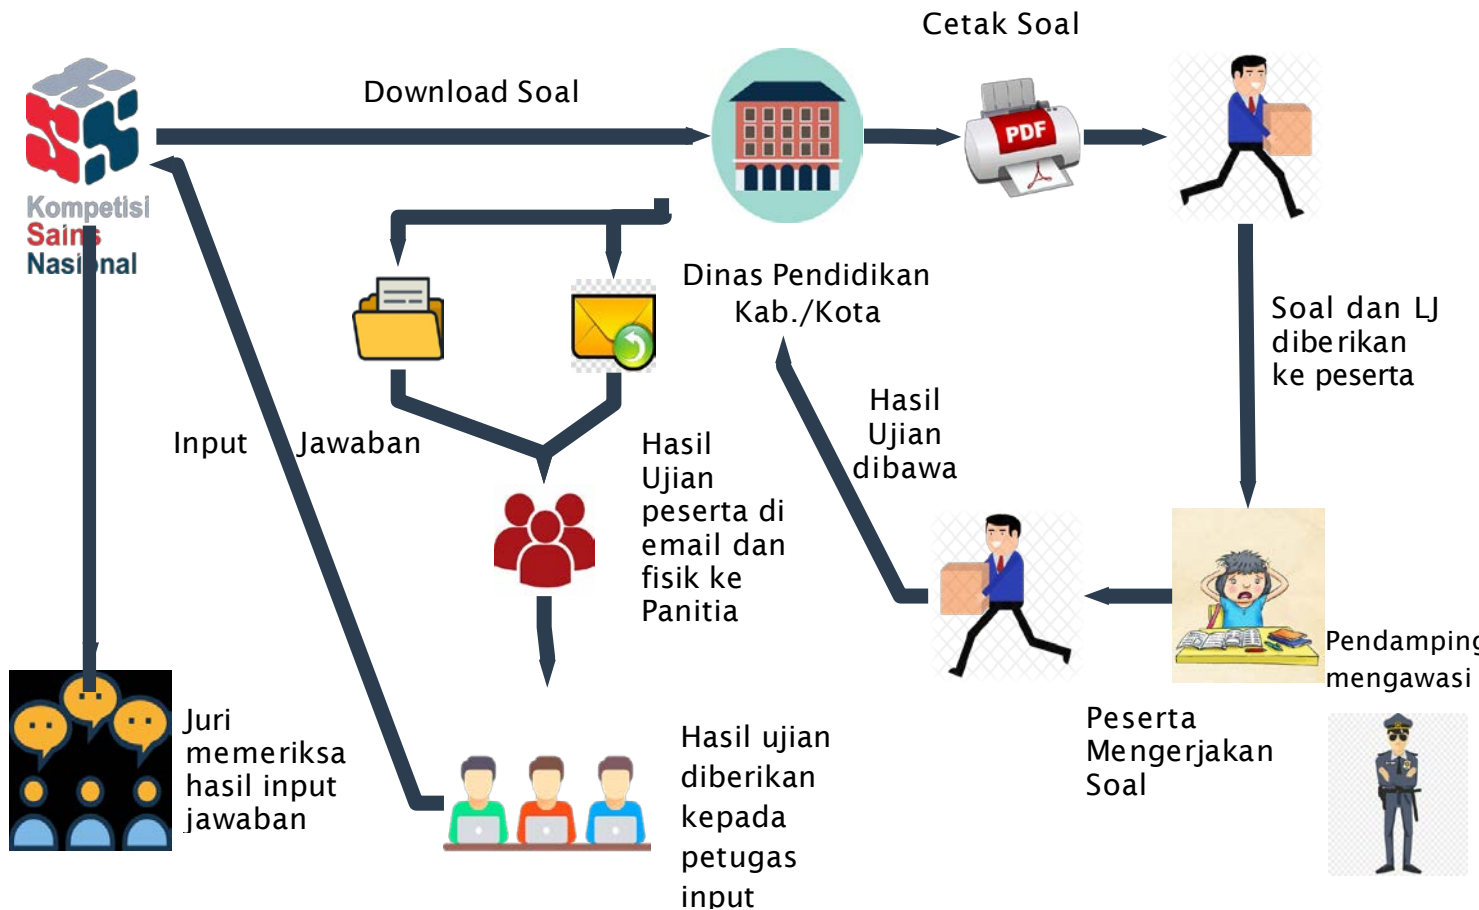 Cetak Soal
Download Soal
PDF
Kompetisi
Sains
Nasional
Dinas Pendidikan
Kab./Kota
Soal dan LJ
diberikan
ke peserta
Hasil
Ujian
dibawa
Input Jawaban
Hasil
Ujian
peserta di
email dan
fisik ke
Panitia
Pendamping
mengawasi
Peserta
Mengerjakan
Soal
Juri
memeriksa
hasil input
jawaban
Hasil ujian
diberikan
kepada
petugas
input